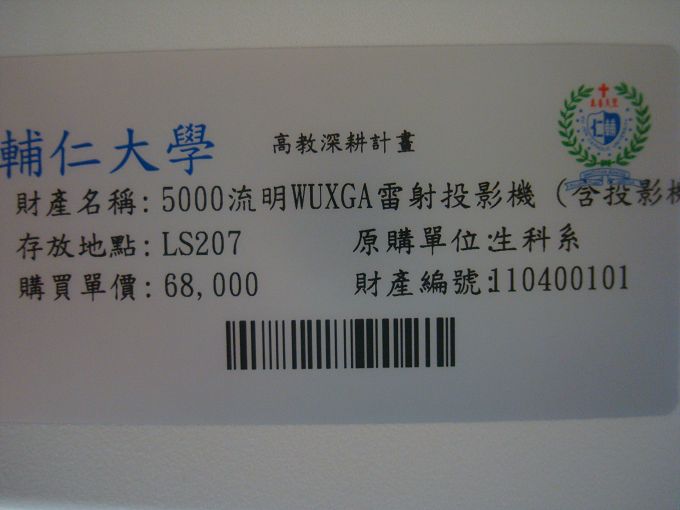 輔仁大學 高教深耕計畫
財產名稱: 5000流明WUXGA雷射投影機 (含投影機
存放地點: LS207 原購單位:生科系
購買單價: 68,000 財產編號:110400101